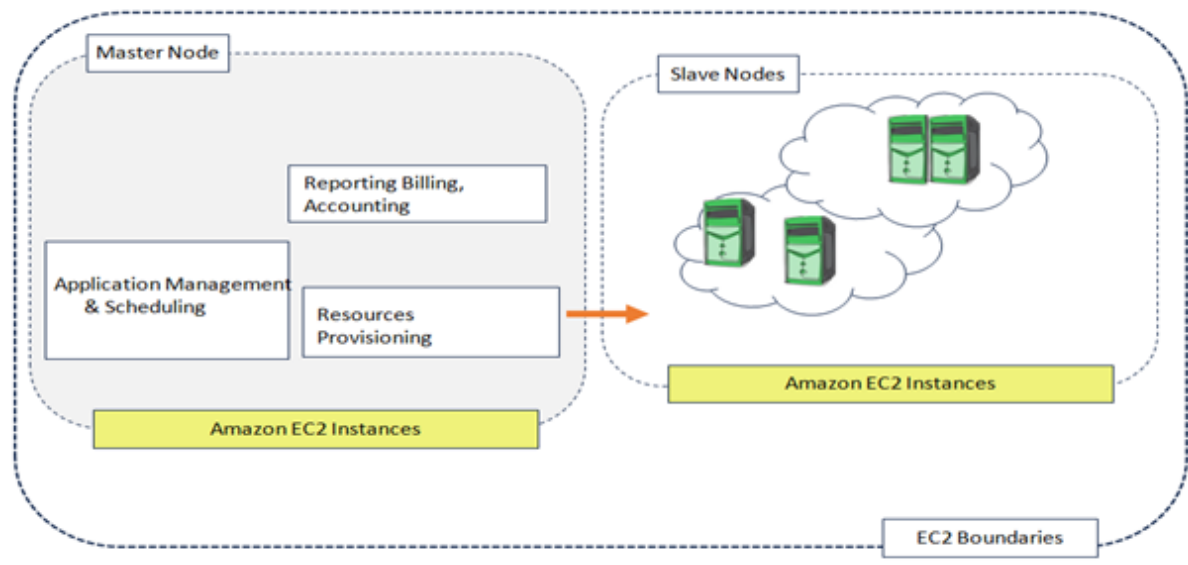 Master Node
Slave Nodes
Reporting Billing,
Accounting
Application Management
& Scheduling
Resources
Provisioning
Amazon EC2 Instances
Amazon EC2 Instances
EC2 Boundaries